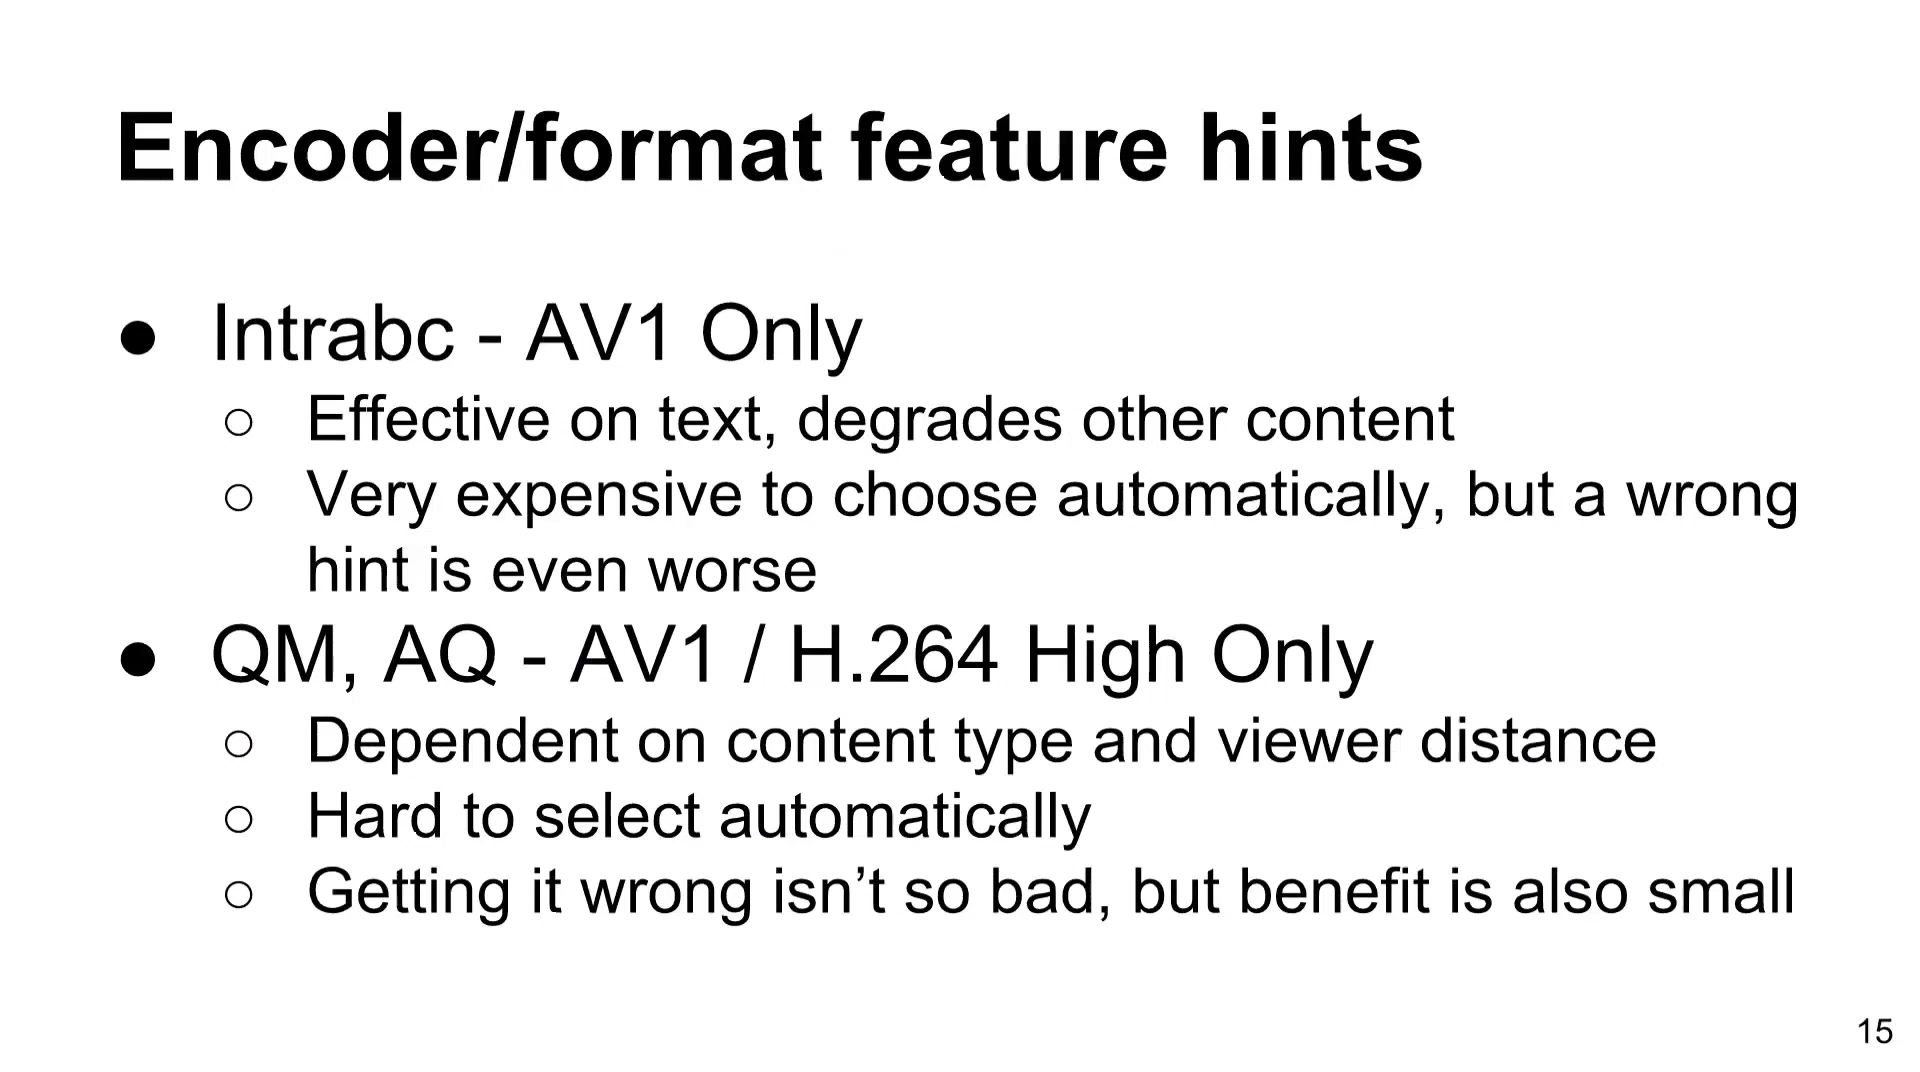 Encoder/format feature hints
● Intrabc - AV1 Only
○ Effective on text, degrades other content
○ Very expensive to choose automatically, but a wrong
hint is even worse
● QM, AQ - AV1 / H.264 High Only
○ Dependent on content type and viewer distance
○ Hard to select automatically
○ Getting it wrong isn’t so bad, but benefit is also small
15